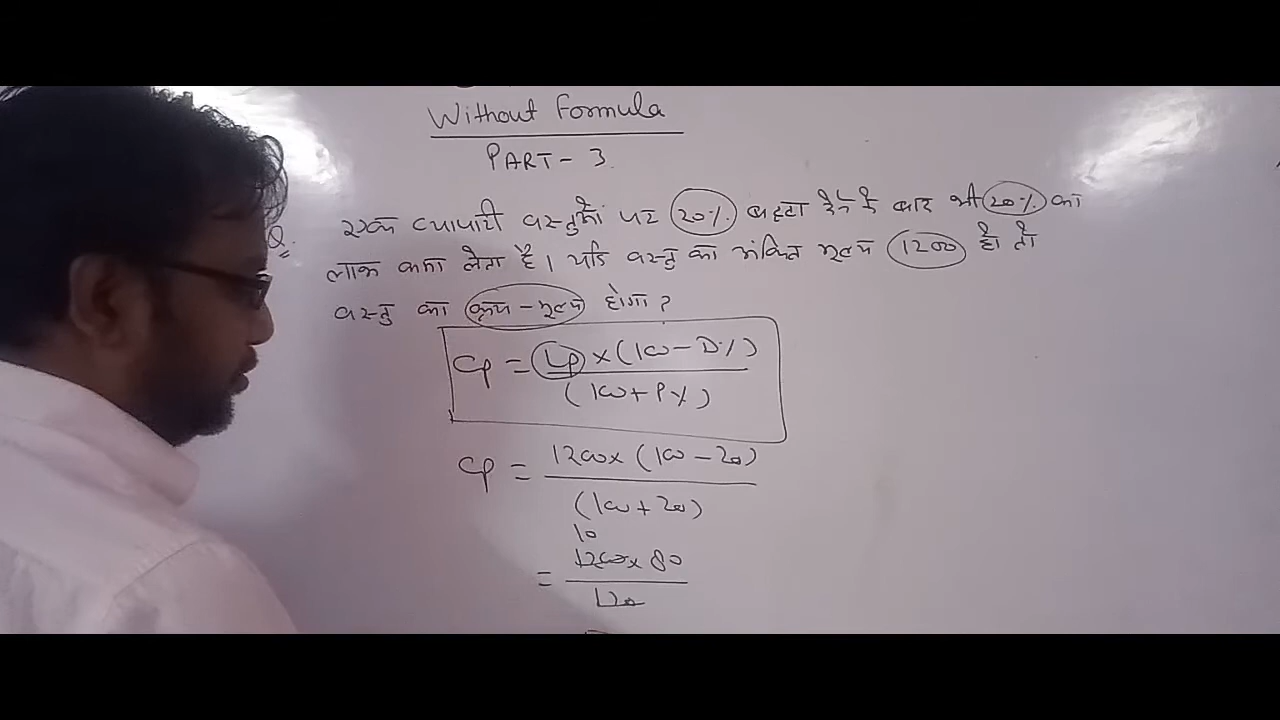 Without Formula
PART-3.
Q. एक व्यापारी वस्तुओं पर 20% बट्टा देने के बाद भी 20% का
लाभ कमा लेता है। यदि वस्तु का अंकित मूल्य 1200 हो तो
वस्तु का क्रय-मूल्य होगा?
CP = LP × (100 - D%)
(100 + P%)
CP = 1200 × (100 - 20)
(100 + 20)
10
= 1200 × 80
120